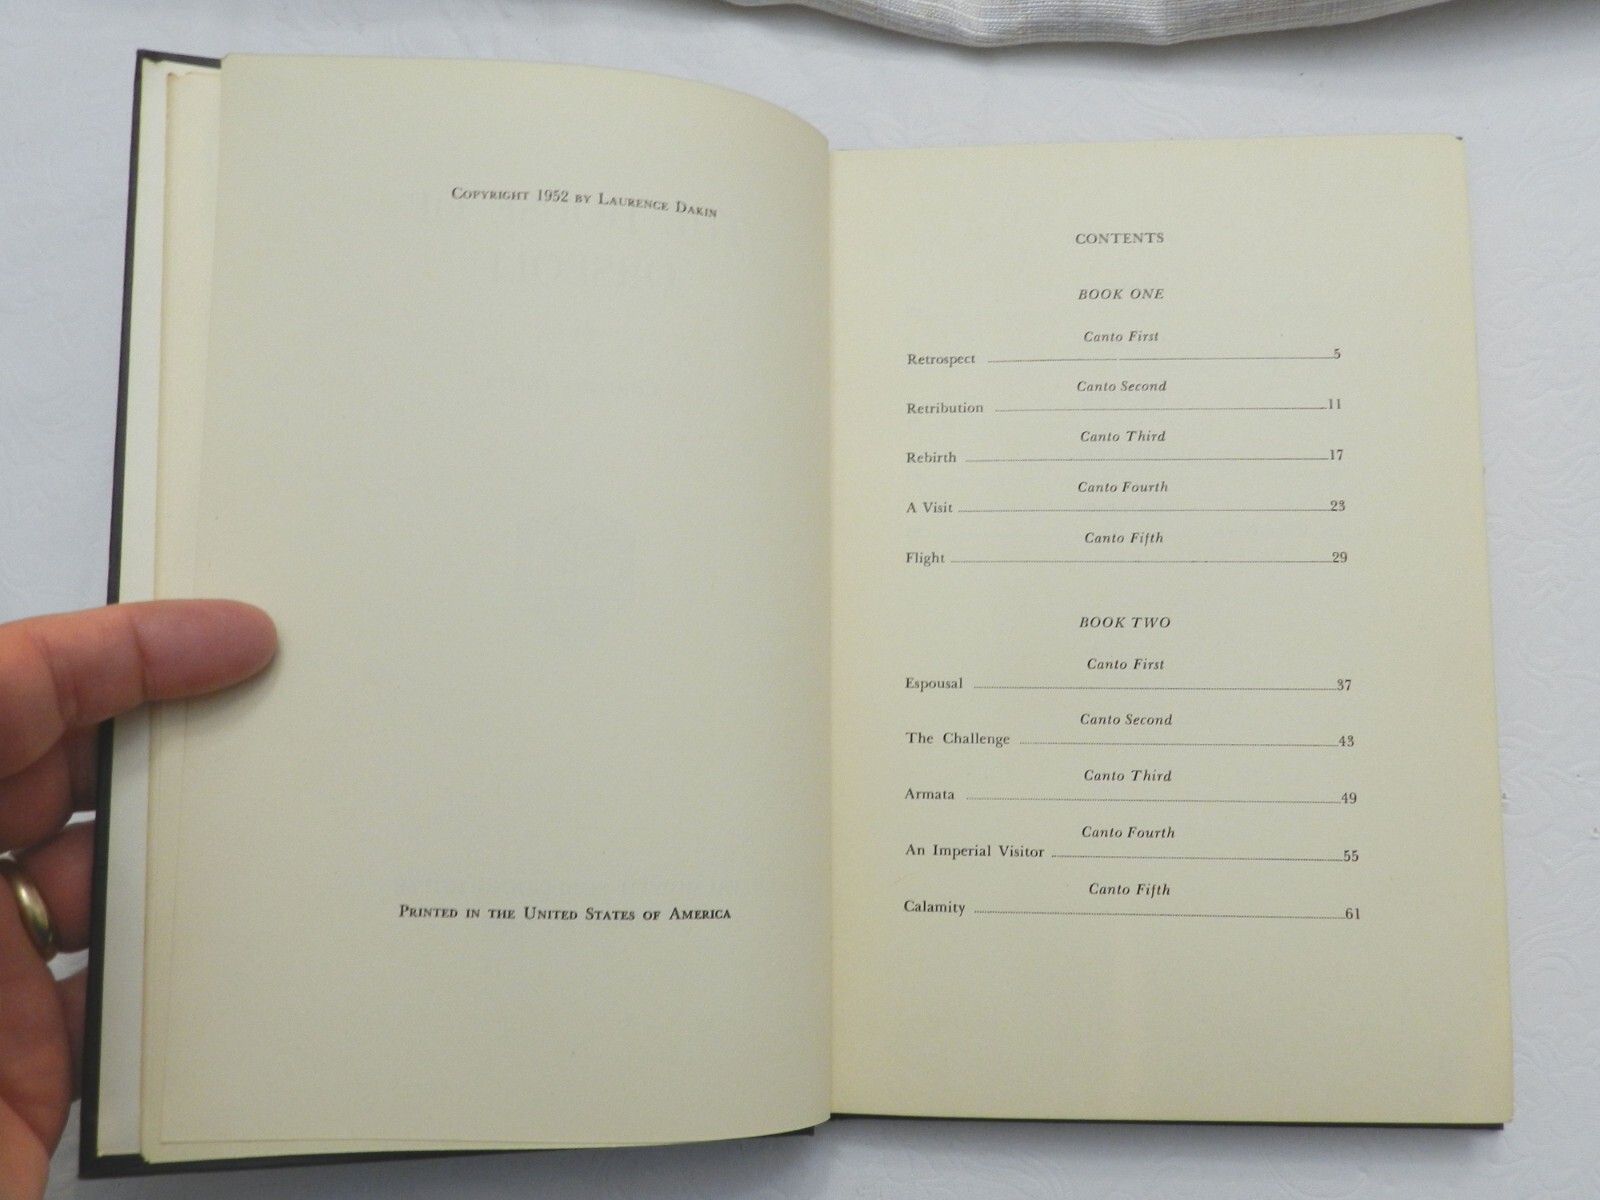 COPYRIGHT 1952 BY LAURENCE DAKIN
PRINTED IN THE UNITED STATES OF AMERICA
CONTENTS
BOOK ONE
Canto First
Retrospect 5
Canto Second
Retribution 11
Canto Third
Rebirth 17
Canto Fourth
A Visit 23
Canto Fifth
Flight 29
BOOK TWO
Canto First
Espousal 37
Canto Second
The Challenge 43
Canto Third
Armata 49
Canto Fourth
An Imperial Visitor 55
Canto Fifth
Calamity 61